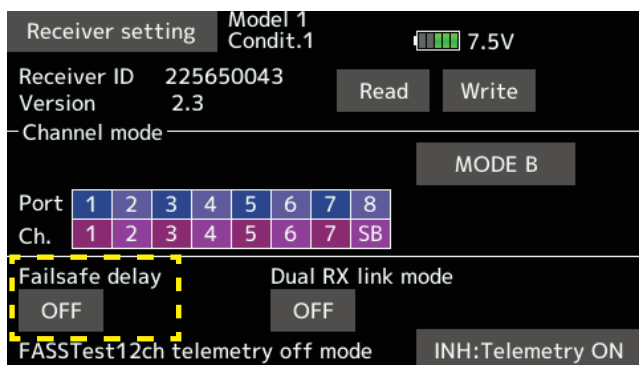 Receiver setting Model 1
Condit.1 7.5V
Receiver ID 225650043
Version 2.3
Read Write
Channel mode
MODE B
Port 1 2 3 4 5 6 7 8
Ch. 1 2 3 4 5 6 7 SB
Failsafe delay Dual RX link mode
OFF OFF
FASSTest12ch telemetry off mode INH:Telemetry ON